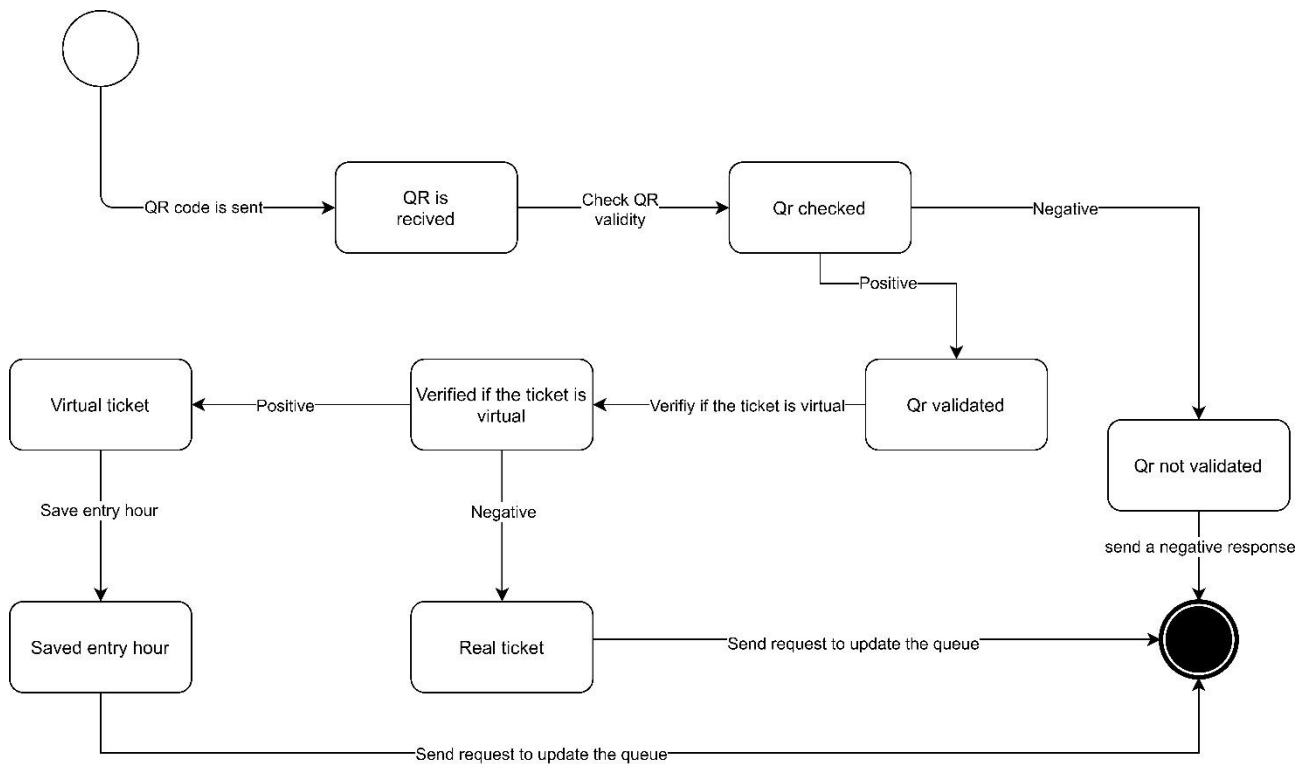 QR code is sent
QR is
recived
Check QR
validity
Qr checked
Negative
Positive
Virtual ticket
Positive
Verified if the ticket is
virtual
Verifiy if the ticket is virtual
Qr validated
Qr not validated
Save entry hour
Negative
send a negative response
Saved entry hour
Real ticket
Send request to update the queue
Send request to update the queue